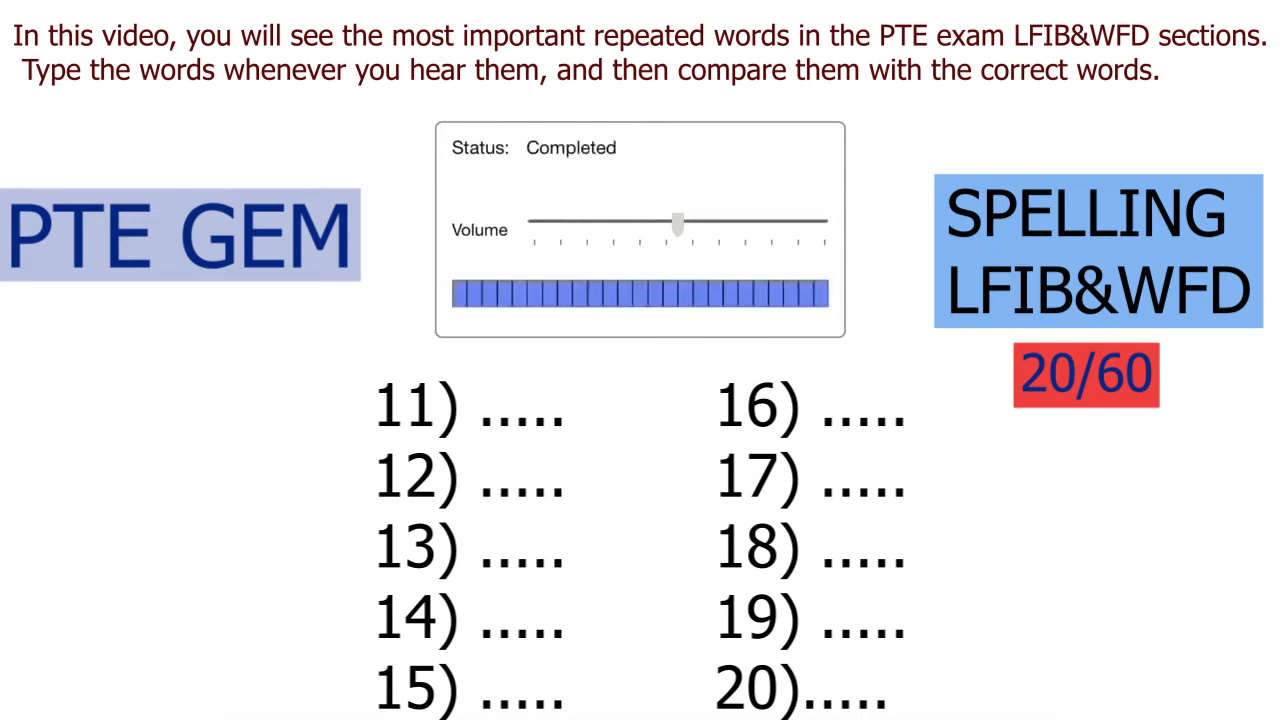 In this video, you will see the most important repeated words in the PTE exam LFIB&WFD sections.
Type the words whenever you hear them, and then compare them with the correct words.
Status: Completed
Volume
PTE GEM
SPELLING
LFIB&WFD
20/60
11) .....
12) .....
13) .....
14) .....
15) .....
16) .....
17) .....
18) .....
19) .....
20).....